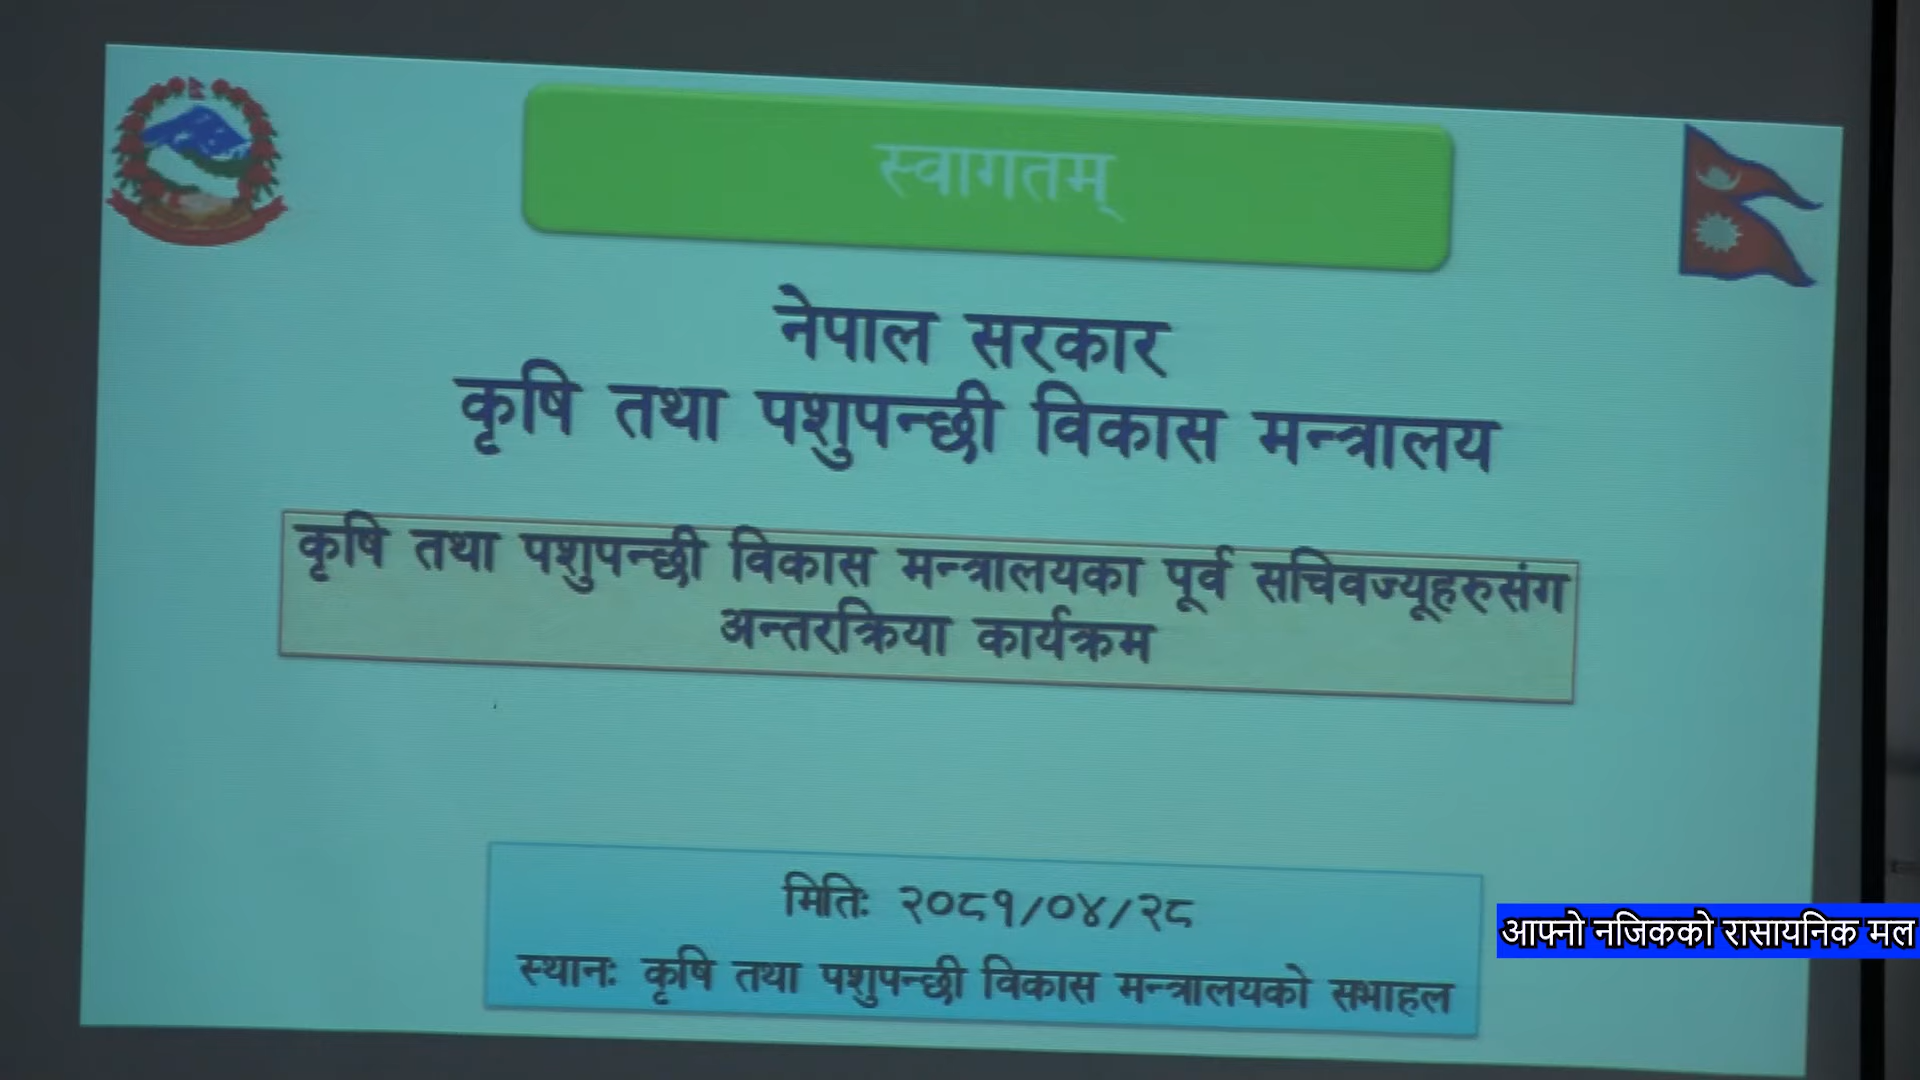 स्वागतम्
नेपाल सरकार
कृषि तथा पशुपन्छी विकास मन्त्रालय
कृषि तथा पशुपन्छी विकास मन्त्रालयका पूर्व सचिवज्यूहरुसंग
अन्तरक्रिया कार्यक्रम
मितिः २०८१/०४/२८
स्थानः कृषि तथा पशुपन्छी विकास मन्त्रालयको सभाहल
आफ्नो नजिकको रासायनिक मल